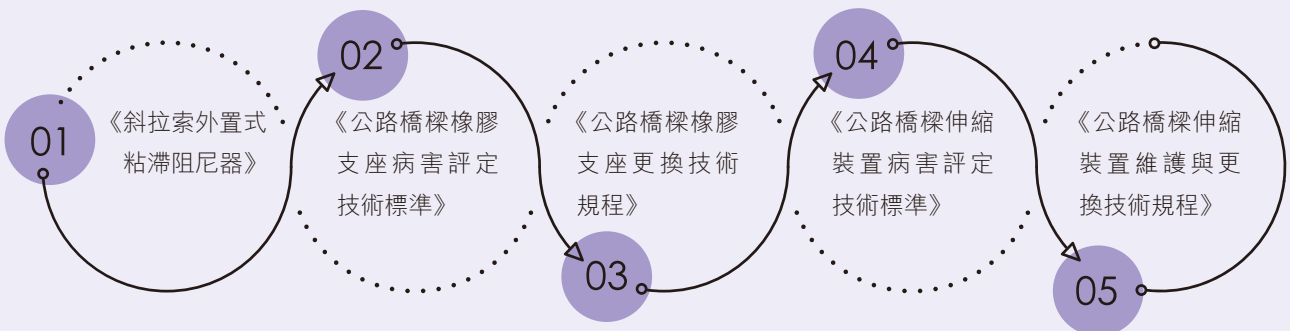 01
《斜拉索外置式
粘滯阻尼器》
02
《公路橋樑橡膠
支座病害評定
技術標準》
03
《公路橋樑橡膠
支座更換技術
規程》
04
《公路橋樑伸縮
裝置病害評定
技術標準》
05
《公路橋樑伸縮
裝置維護與更
換技術規程》